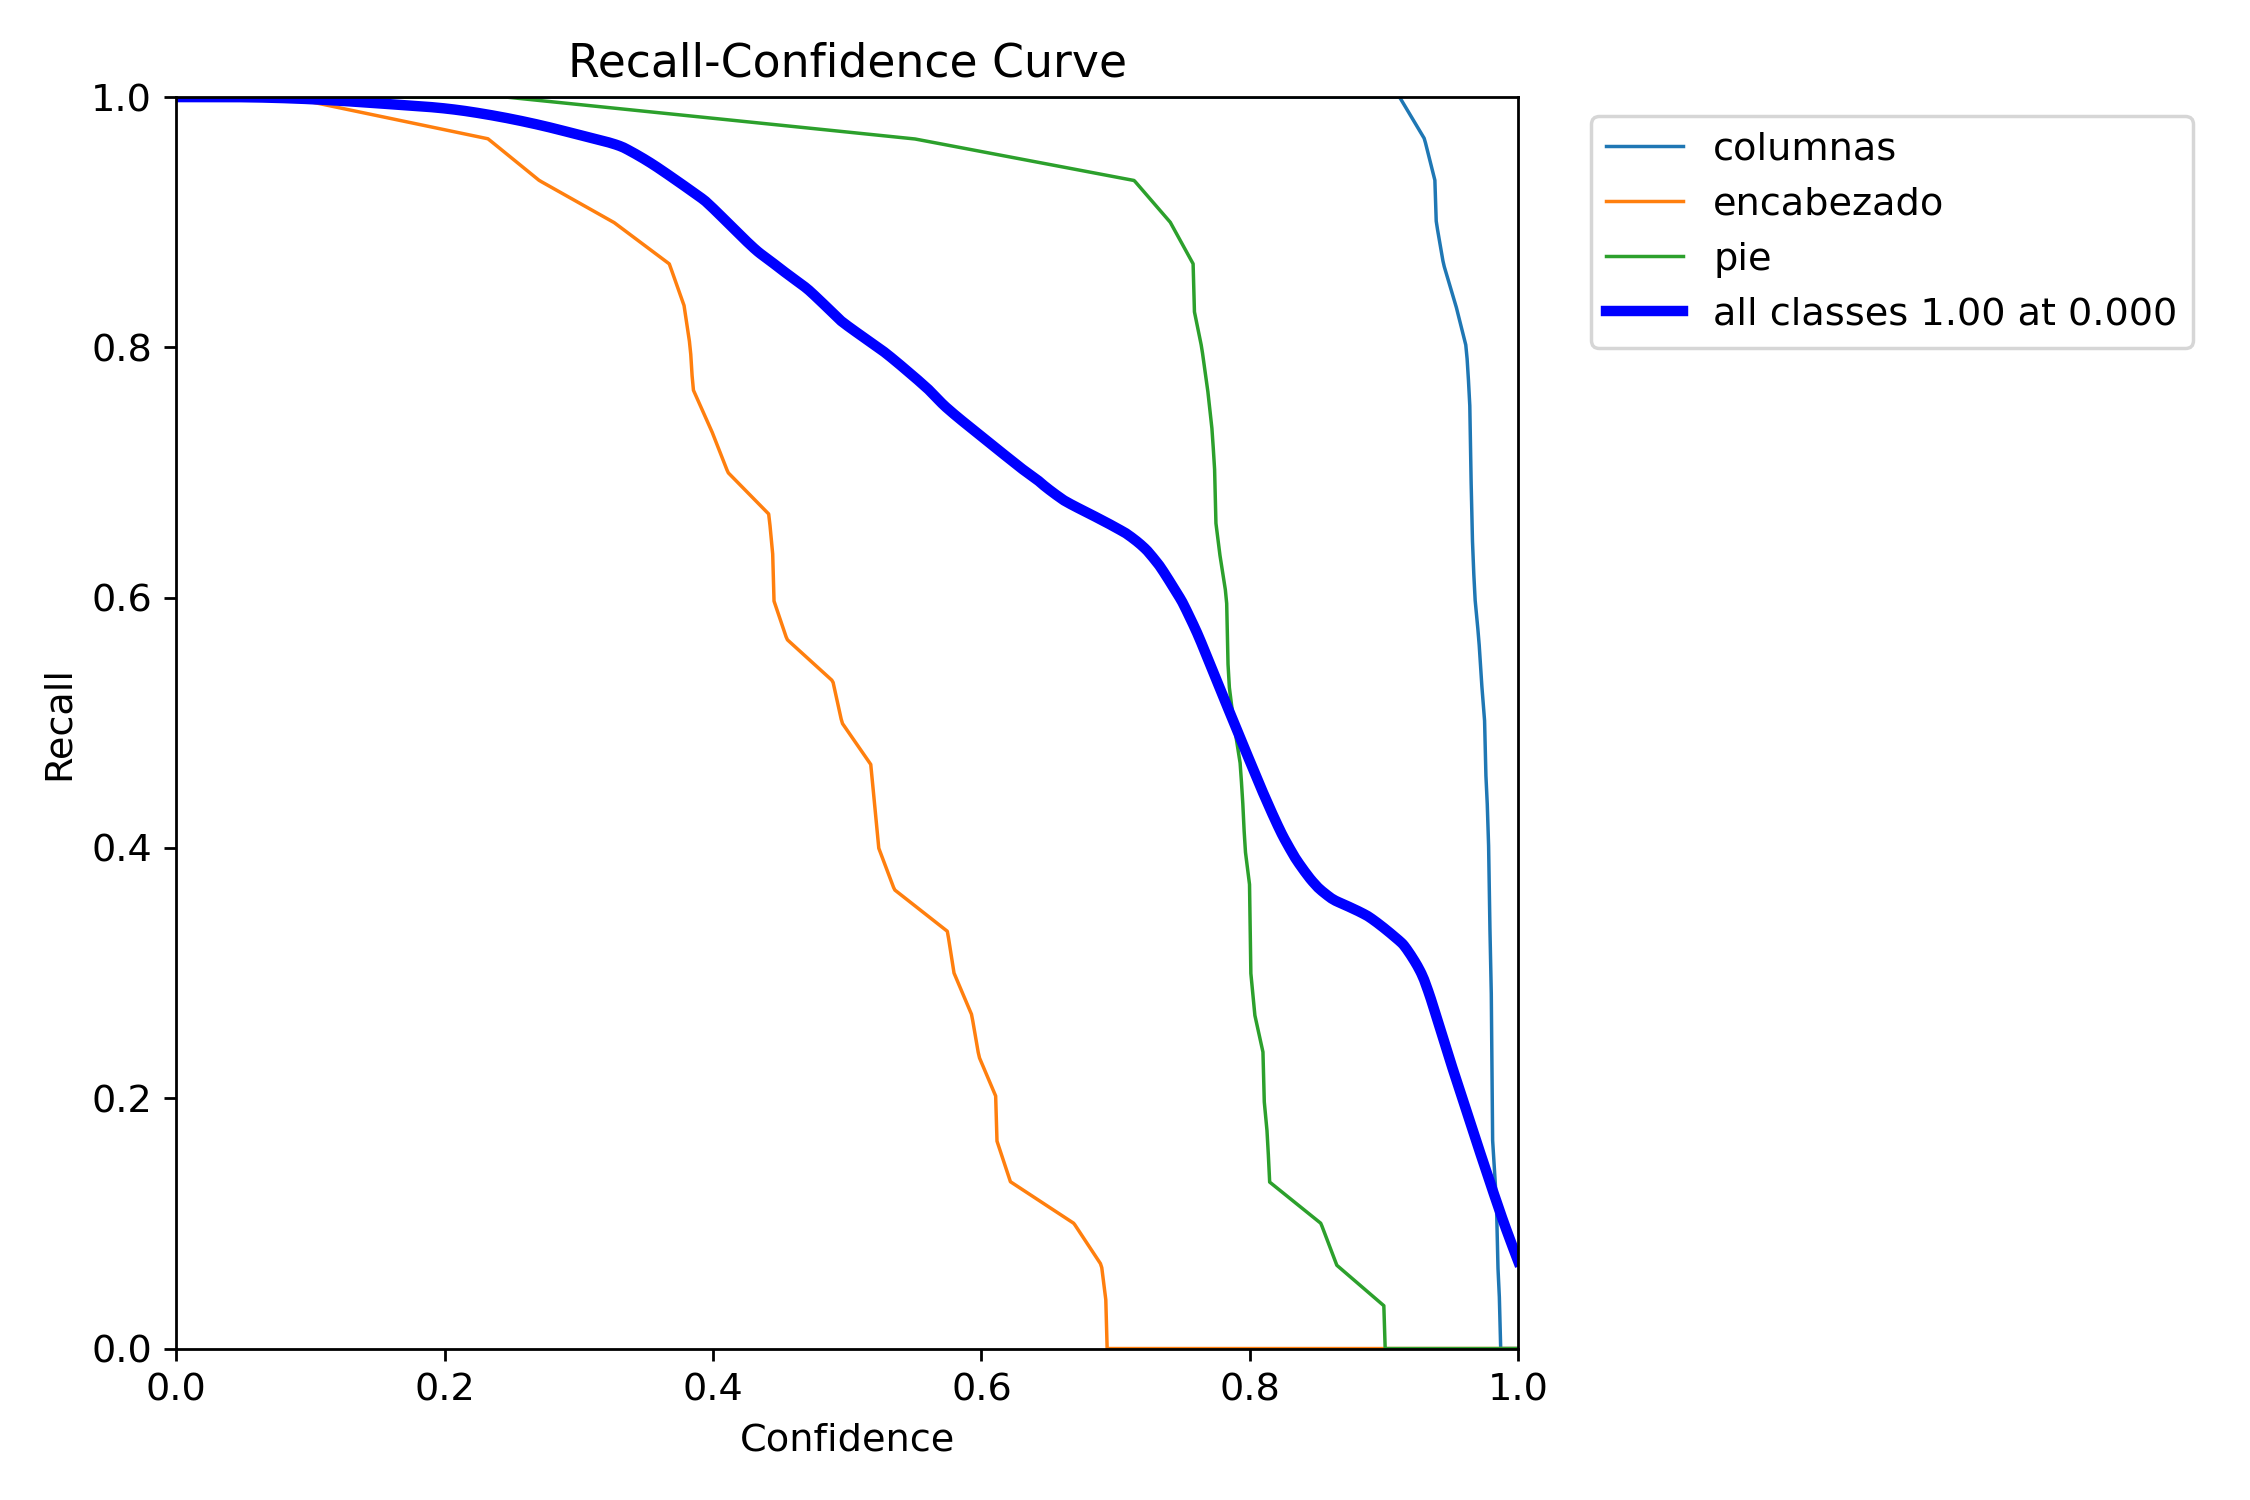 Recall-Confidence Curve
1.0
0.8
0.6
0.4
0.2
0.0
Recall
0.0 0.2 0.4 0.6 0.8 1.0
Confidence
columnas
encabezado
pie
all classes 1.00 at 0.000